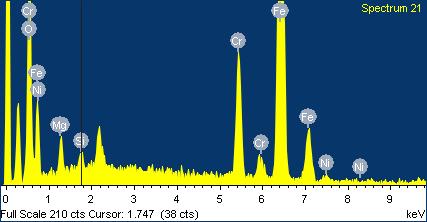 Spectrum 21
Cr
O
Fe
Ni
Mg
Si
Cr
Cr
Fe
Fe
Ni
Ni
0 1 2 3 4 5 6 7 8 9
Full Scale 210 cts Cursor: 1.747 (38 cts) keV